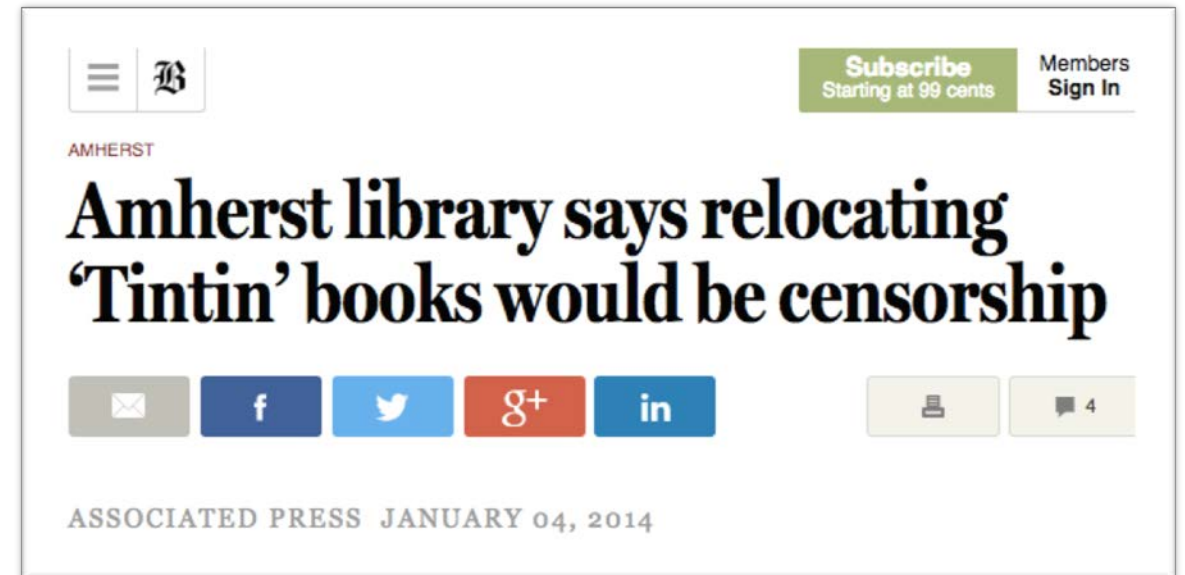 B
Subscribe
Starting at 99 cents
Members
Sign In
AMHERST
Amherst library says relocating
‘Tintin’ books would be censorship
f
g+
in
4
ASSOCIATED PRESS JANUARY 04, 2014